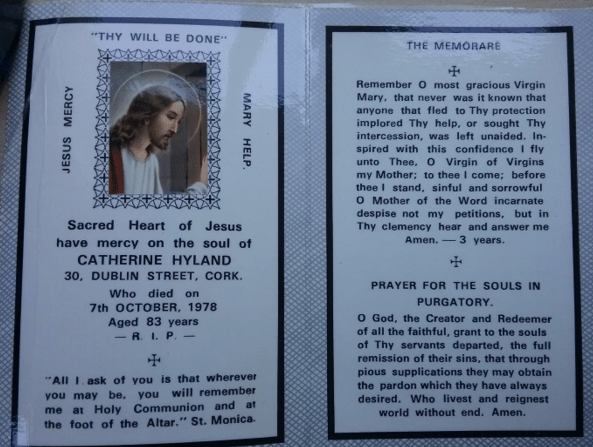 "THY WILL BE DONE"
JESUS MERCY
MARY HELP.
Sacred Heart of Jesus
have mercy on the soul of
CATHERINE HYLAND
30, DUBLIN STREET, CORK.
Who died on
7th OCTOBER, 1978
Aged 83 years
— R. I. P. —
"All I ask of you is that wherever
you may be, you will remember
me at Holy Communion and at
the foot of the Altar." St. Monica.
THE MEMORARE
Remember O most gracious Virgin
Mary, that never was it known that
anyone that fled to Thy protection
implored Thy help, or sought Thy
intercession, was left unaided. In-
spired with this confidence I fly
unto Thee, O Virgin of Virgins
my Mother; to thee I come; before
thee I stand, sinful and sorrowful
O Mother of the Word incarnate
despise not my petitions, but in
Thy clemency hear and answer me
Amen. — 3 years.
PRAYER FOR THE SOULS IN
PURGATORY.
O God, the Creator and Redeemer
of all the faithful, grant to the souls
of Thy servants departed, the full
remission of their sins, that through
pious supplications they may obtain
the pardon which they have always
desired. Who livest and reignest
world without end. Amen.